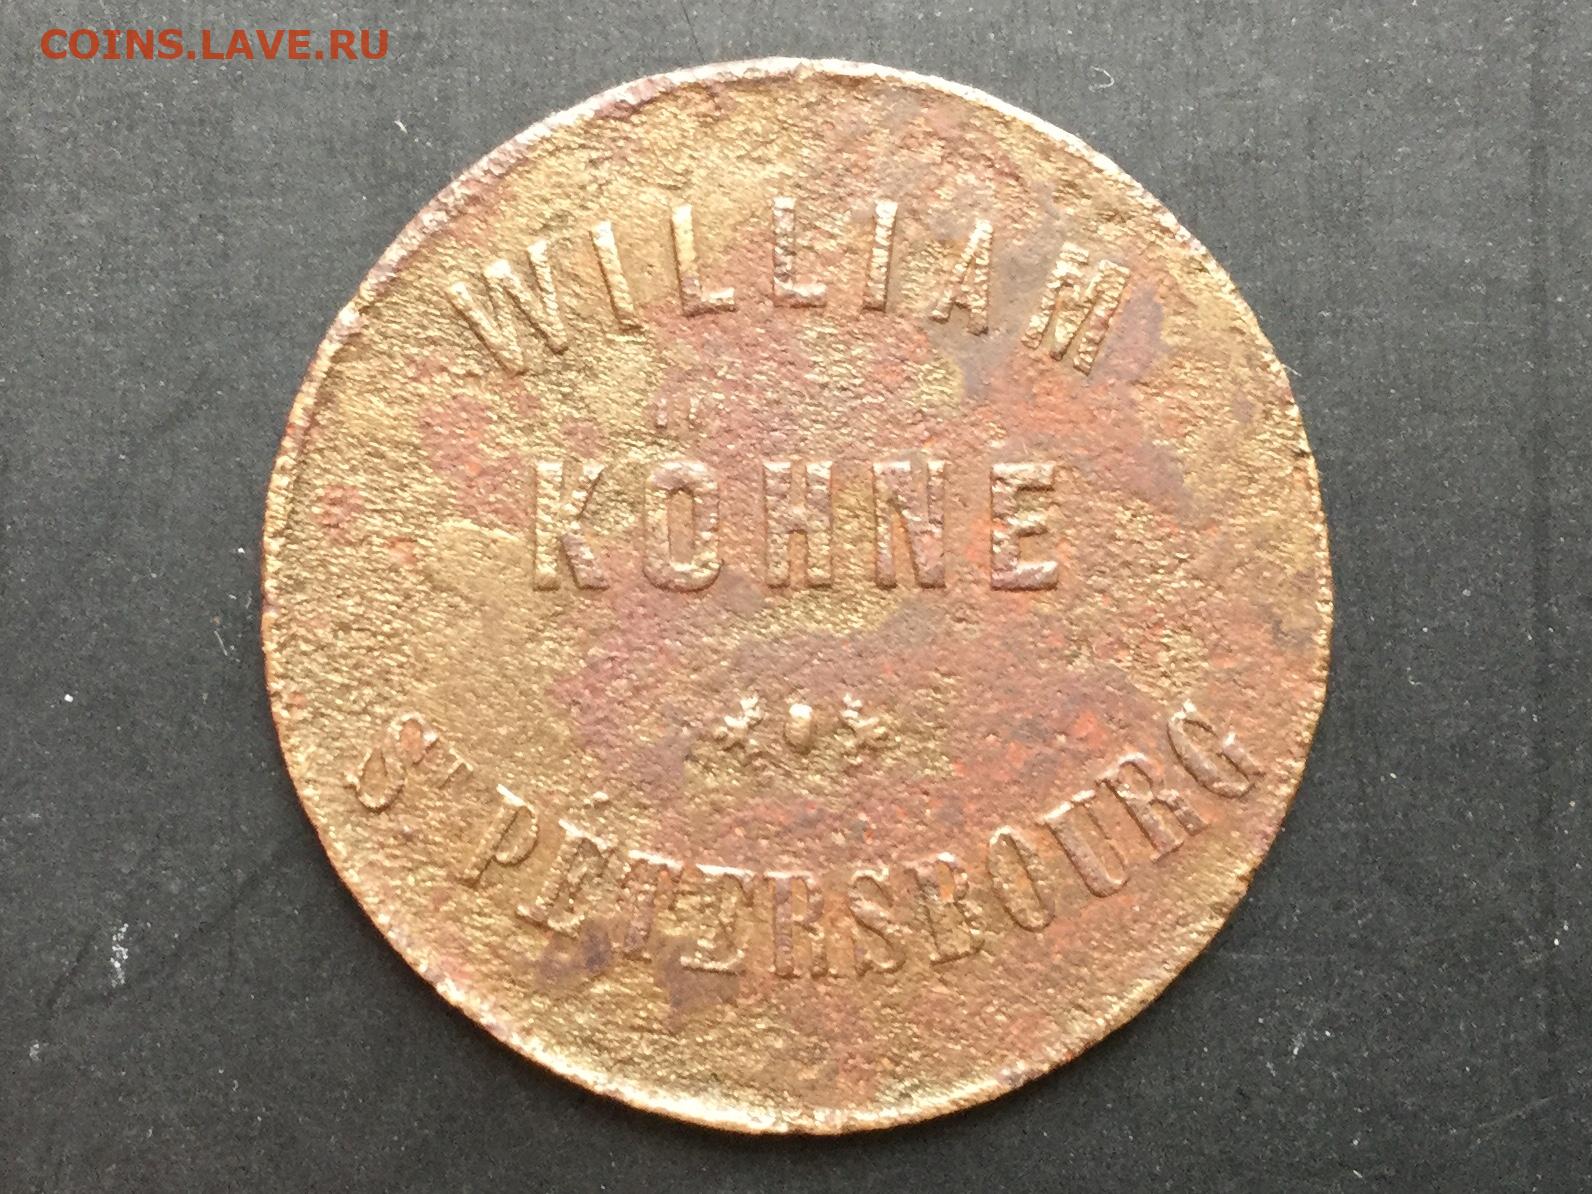 COINS.LAVE.RU
WILLIAM
KÖHNE
ST PÉTERSBOURG